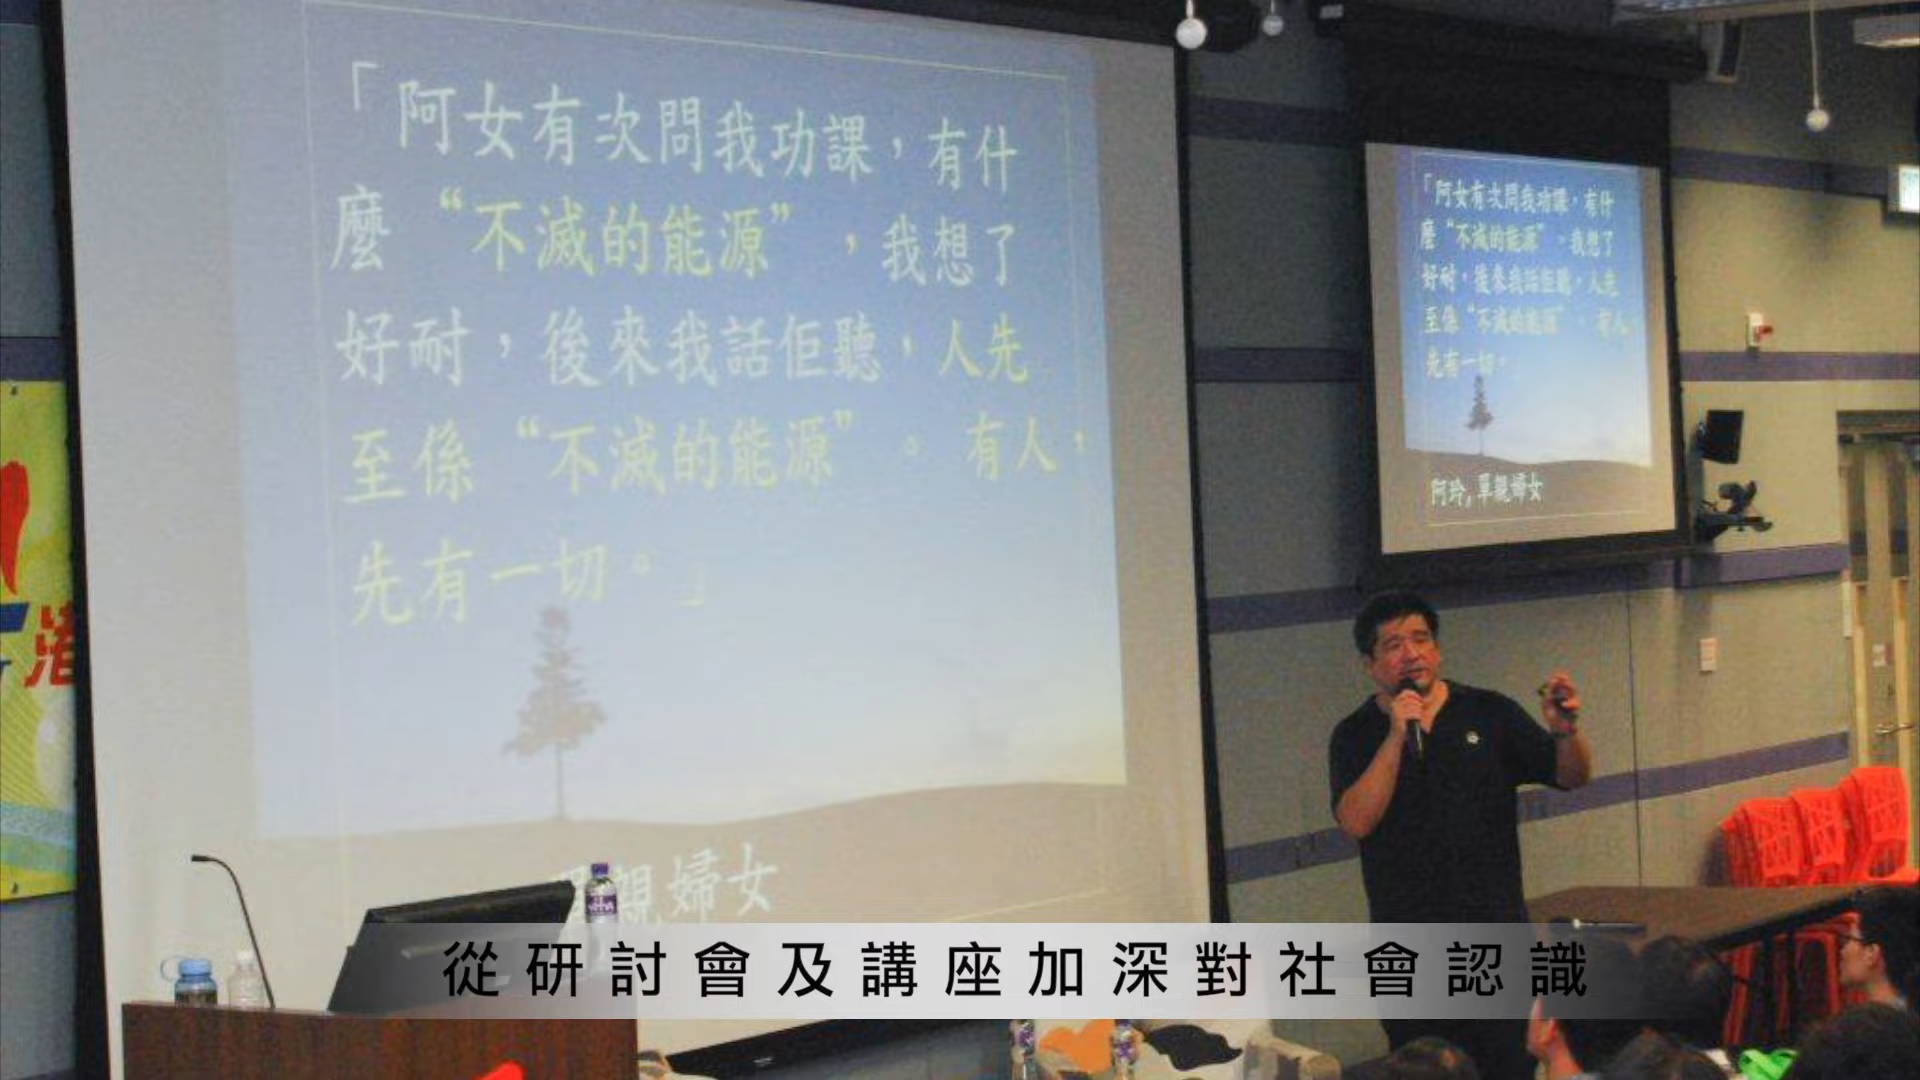 「阿女有次問我功課，有什
麼“不滅的能源”，我想了
好耐，後來我話佢聽，人先
至係“不滅的能源”。有人，
先有一切。」
單親婦女
「阿女有次問我功課，有什
麼“不滅的能源”，我想了
好耐，後來我話佢聽，人先
至係“不滅的能源”。有人，
先有一切。
阿玲,單親婦女
港
從研討會及講座加深對社會認識